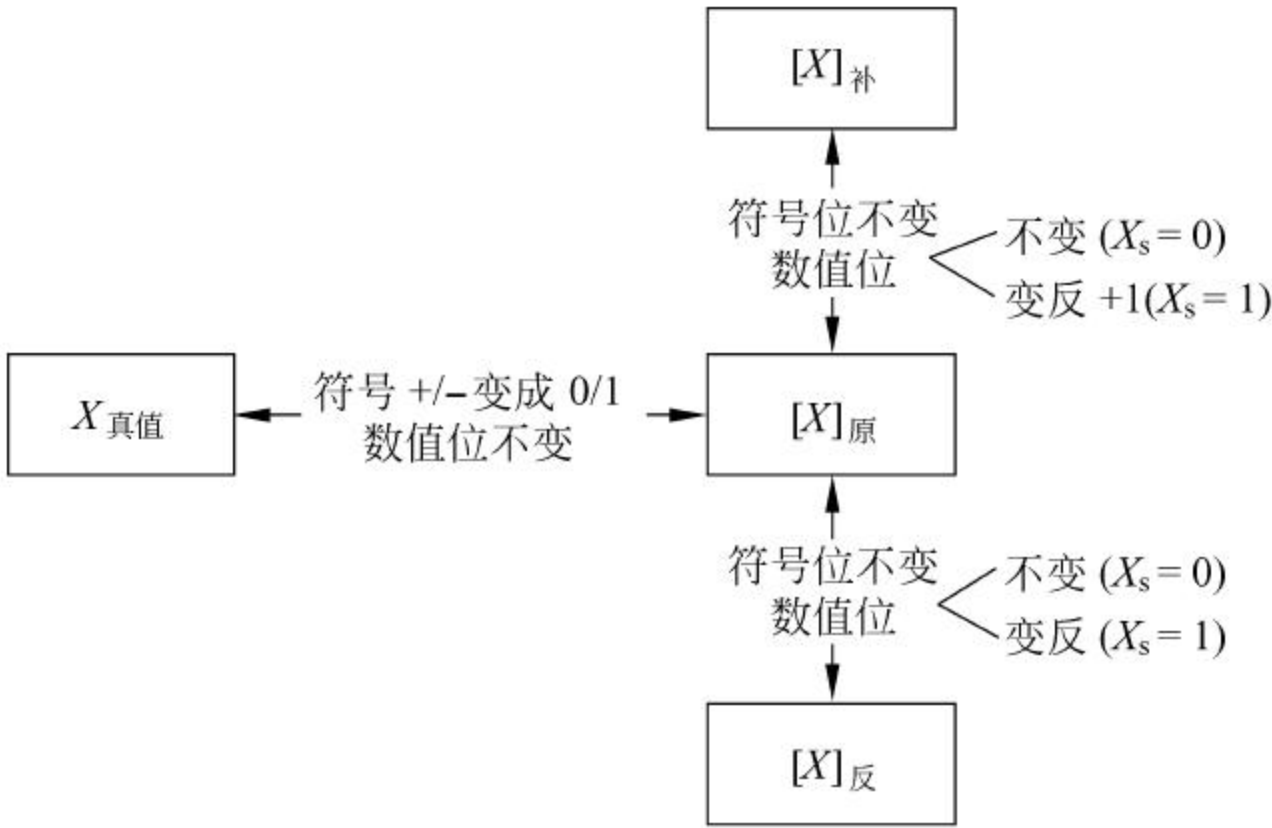 [X]补
符号位不变
数值位
不变 (Xs = 0)
变反 +1(Xs = 1)
X真值
符号 +/−变成 0/1
数值位不变
[X]原
符号位不变
数值位
不变 (Xs = 0)
变反 (Xs = 1)
[X]反